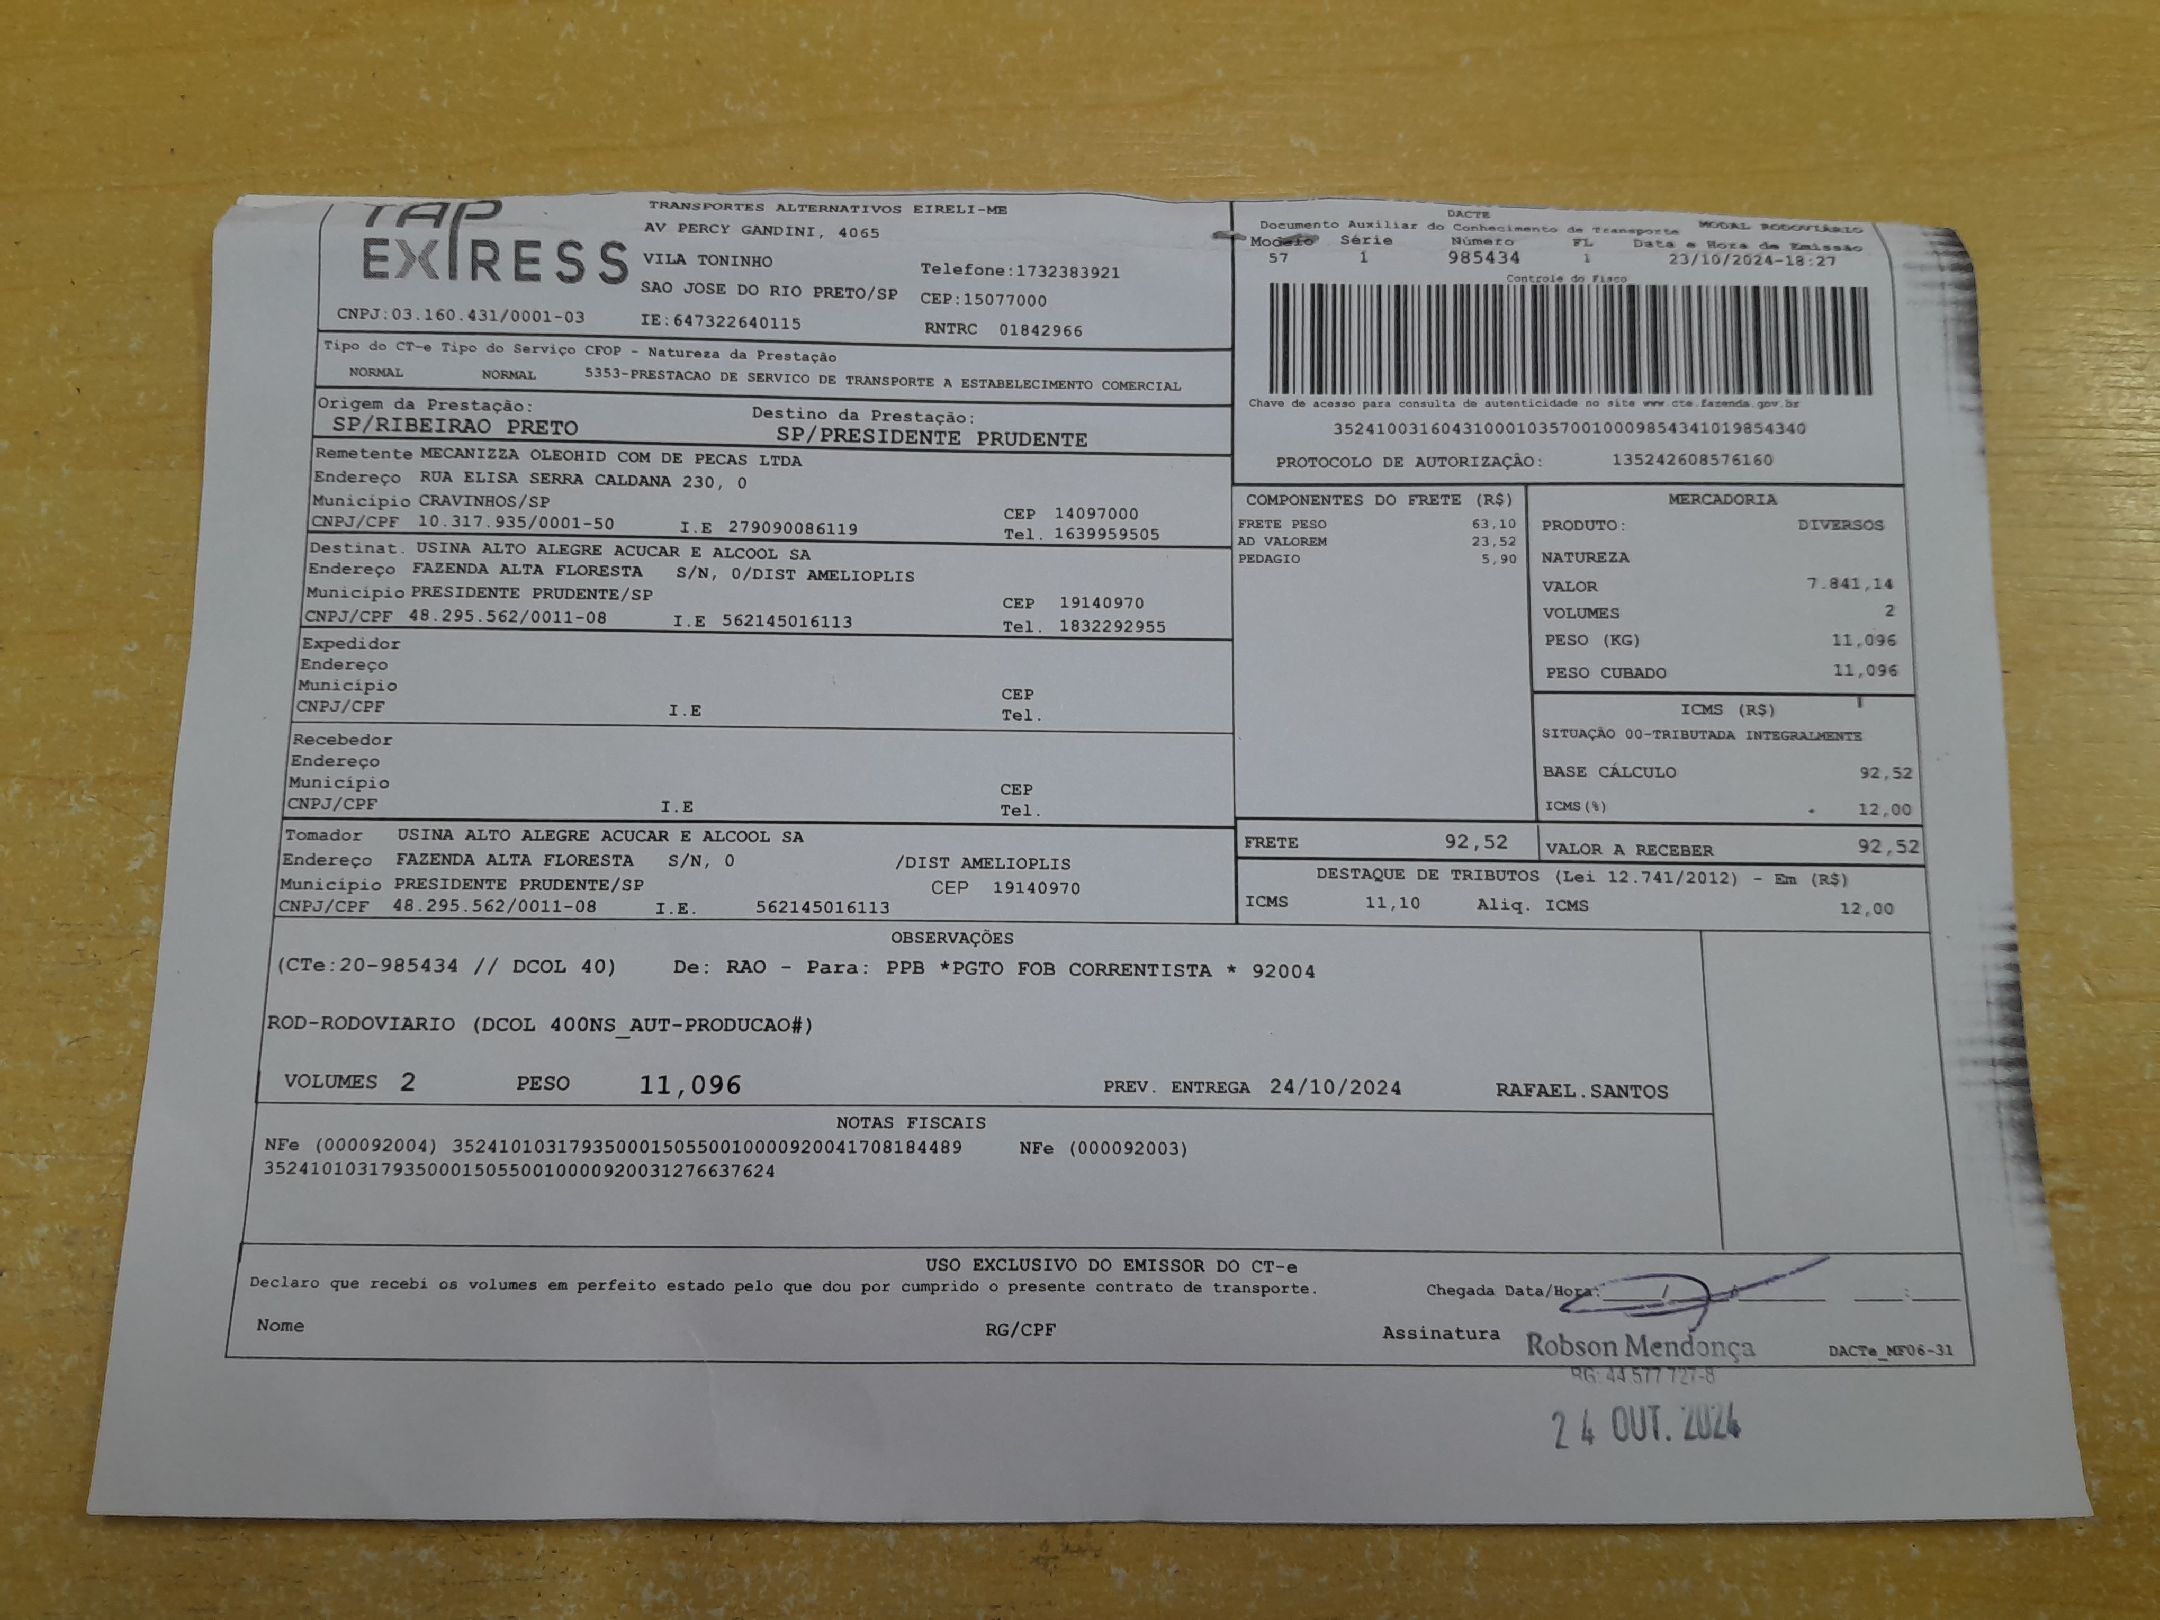 TAP
EXPRESS
TRANSPORTES ALTERNATIVOS EIRELI-ME
AV PERCY GANDINI, 4065
VILA TONINHO
Telefone:1732383921
SAO JOSE DO RIO PRETO/SP CEP:15077000
CNPJ:03.160.431/0001-03 IE:647322640115 RNTRC 01842966
DACTE
Documento Auxiliar do Conhecimento de Transporte MODAL RODOVIÁRIO
Modelo Série Número FL Data e Hora de Emissão
57 1 985434 1 23/10/2024-18:27
Controle do Fisco
Chave de acesso para consulta de autenticidade no site www.cte.fazenda.gov.br
35241003160431000103570010009854341019854340
PROTOCOLO DE AUTORIZAÇÃO: 135242608576160
Tipo do CT-e Tipo do Serviço CFOP - Natureza da Prestação
NORMAL NORMAL 5353-PRESTACAO DE SERVICO DE TRANSPORTE A ESTABELECIMENTO COMERCIAL
Origem da Prestação: Destino da Prestação:
SP/RIBEIRAO PRETO SP/PRESIDENTE PRUDENTE
Remetente MECANIZZA OLEOHID COM DE PECAS LTDA
Endereço RUA ELISA SERRA CALDANA 230, 0
Município CRAVINHOS/SP CEP 14097000
CNPJ/CPF 10.317.935/0001-50 I.E 279090086119 Tel. 1639959505
Destinat. USINA ALTO ALEGRE ACUCAR E ALCOOL SA
Endereço FAZENDA ALTA FLORESTA S/N, 0/DIST AMELIOPLIS
Município PRESIDENTE PRUDENTE/SP CEP 19140970
CNPJ/CPF 48.295.562/0011-08 I.E 562145016113 Tel. 1832292955
Expedidor
Endereço
Município CEP
CNPJ/CPF I.E Tel.
Recebedor
Endereço
Município CEP
CNPJ/CPF I.E Tel.
Tomador USINA ALTO ALEGRE ACUCAR E ALCOOL SA
Endereço FAZENDA ALTA FLORESTA S/N, 0 /DIST AMELIOPLIS
Município PRESIDENTE PRUDENTE/SP CEP 19140970
CNPJ/CPF 48.295.562/0011-08 I.E. 562145016113
COMPONENTES DO FRETE (R$)
FRETE PESO 63,10
AD VALOREM 23,52
PEDAGIO 5,90
MERCADORIA
PRODUTO: DIVERSOS
NATUREZA
VALOR 7.841,14
VOLUMES 2
PESO (KG) 11,096
PESO CUBADO 11,096
ICMS (R$)
SITUAÇÃO 00-TRIBUTADA INTEGRALMENTE
BASE CÁLCULO 92,52
ICMS(%) 12,00
FRETE 92,52 VALOR A RECEBER 92,52
DESTAQUE DE TRIBUTOS (Lei 12.741/2012) - Em (R$)
ICMS 11,10 Aliq. ICMS 12,00
OBSERVAÇÕES
(CTe:20-985434 // DCOL 40) De: RAO - Para: PPB *PGTO FOB CORRENTISTA * 92004
ROD-RODOVIARIO (DCOL 400NS_AUT-PRODUCAO#)
VOLUMES 2 PESO 11,096 PREV. ENTREGA 24/10/2024 RAFAEL.SANTOS
NOTAS FISCAIS
NFe (000092004) 35241010317935000150550010000920041708184489 NFe (000092003)
35241010317935000150550010000920031276637624
USO EXCLUSIVO DO EMISSOR DO CT-e
Declaro que recebi os volumes em perfeito estado pelo que dou por cumprido o presente contrato de transporte. Chegada Data/Hora:____/____/____ ___:___
Nome RG/CPF Assinatura Robson Mendonça DACTe_MF06-31
RG: 44 577 727-8
24 OUT. 2024